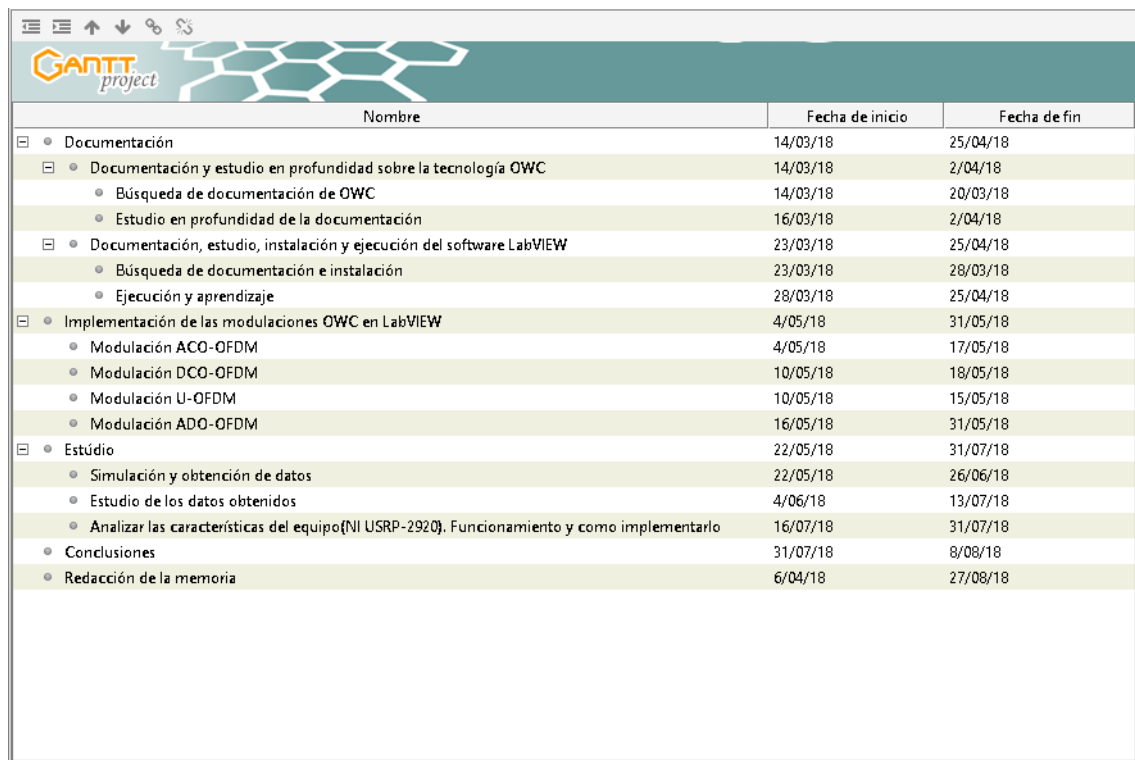 GANTT
project
Nombre Fecha de inicio Fecha de fin
Documentación 14/03/18 25/04/18
Documentación y estudio en profundidad sobre la tecnología OWC 14/03/18 2/04/18
Búsqueda de documentación de OWC 14/03/18 20/03/18
Estudio en profundidad de la documentación 16/03/18 2/04/18
Documentación, estudio, instalación y ejecución del software LabVIEW 23/03/18 25/04/18
Búsqueda de documentación e instalación 23/03/18 28/03/18
Ejecución y aprendizaje 28/03/18 25/04/18
Implementación de las modulaciones OWC en LabVIEW 4/05/18 31/05/18
Modulación ACO-OFDM 4/05/18 17/05/18
Modulación DCO-OFDM 10/05/18 18/05/18
Modulación U-OFDM 10/05/18 15/05/18
Modulación ADO-OFDM 16/05/18 31/05/18
Estúdio 22/05/18 31/07/18
Simulación y obtención de datos 22/05/18 26/06/18
Estudio de los datos obtenidos 4/06/18 13/07/18
Analizar las características del equipo(NI USRP-2920). Funcionamiento y como implementarlo 16/07/18 31/07/18
Conclusiones 31/07/18 8/08/18
Redacción de la memoria 6/04/18 27/08/18